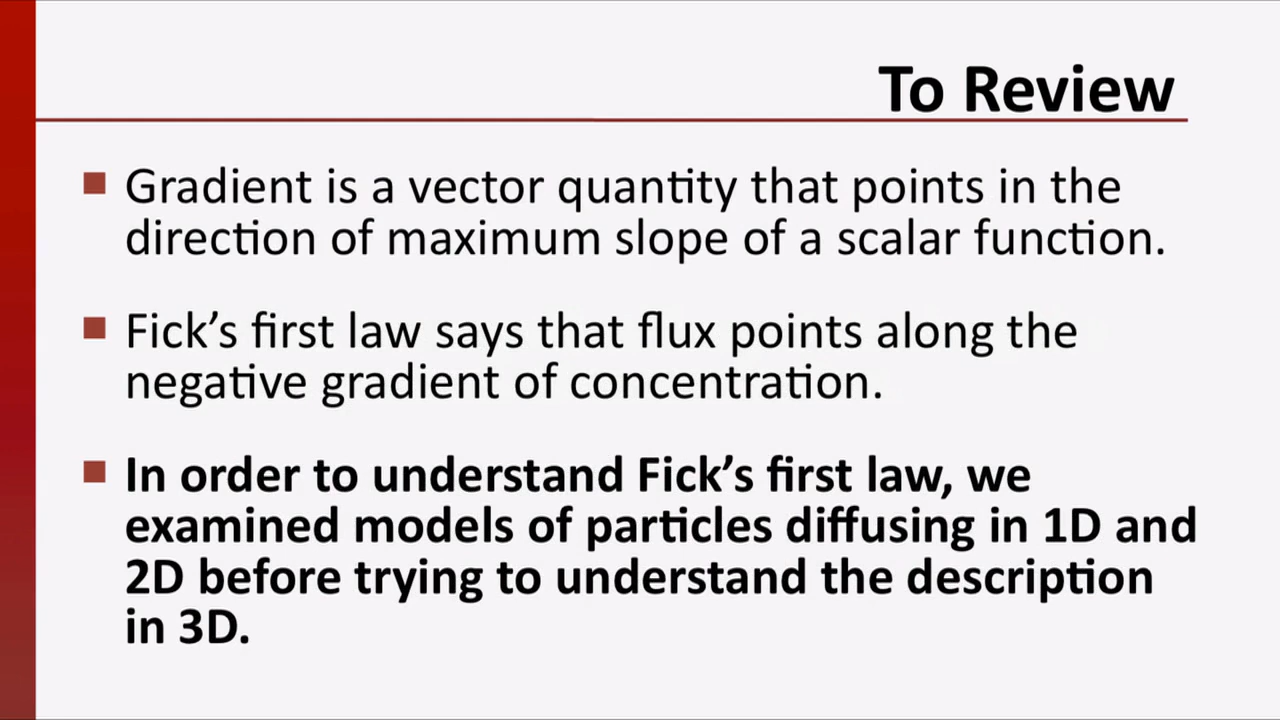 To Review
Gradient is a vector quantity that points in the
direction of maximum slope of a scalar function.
Fick’s first law says that flux points along the
negative gradient of concentration.
In order to understand Fick’s first law, we
examined models of particles diffusing in 1D and
2D before trying to understand the description
in 3D.